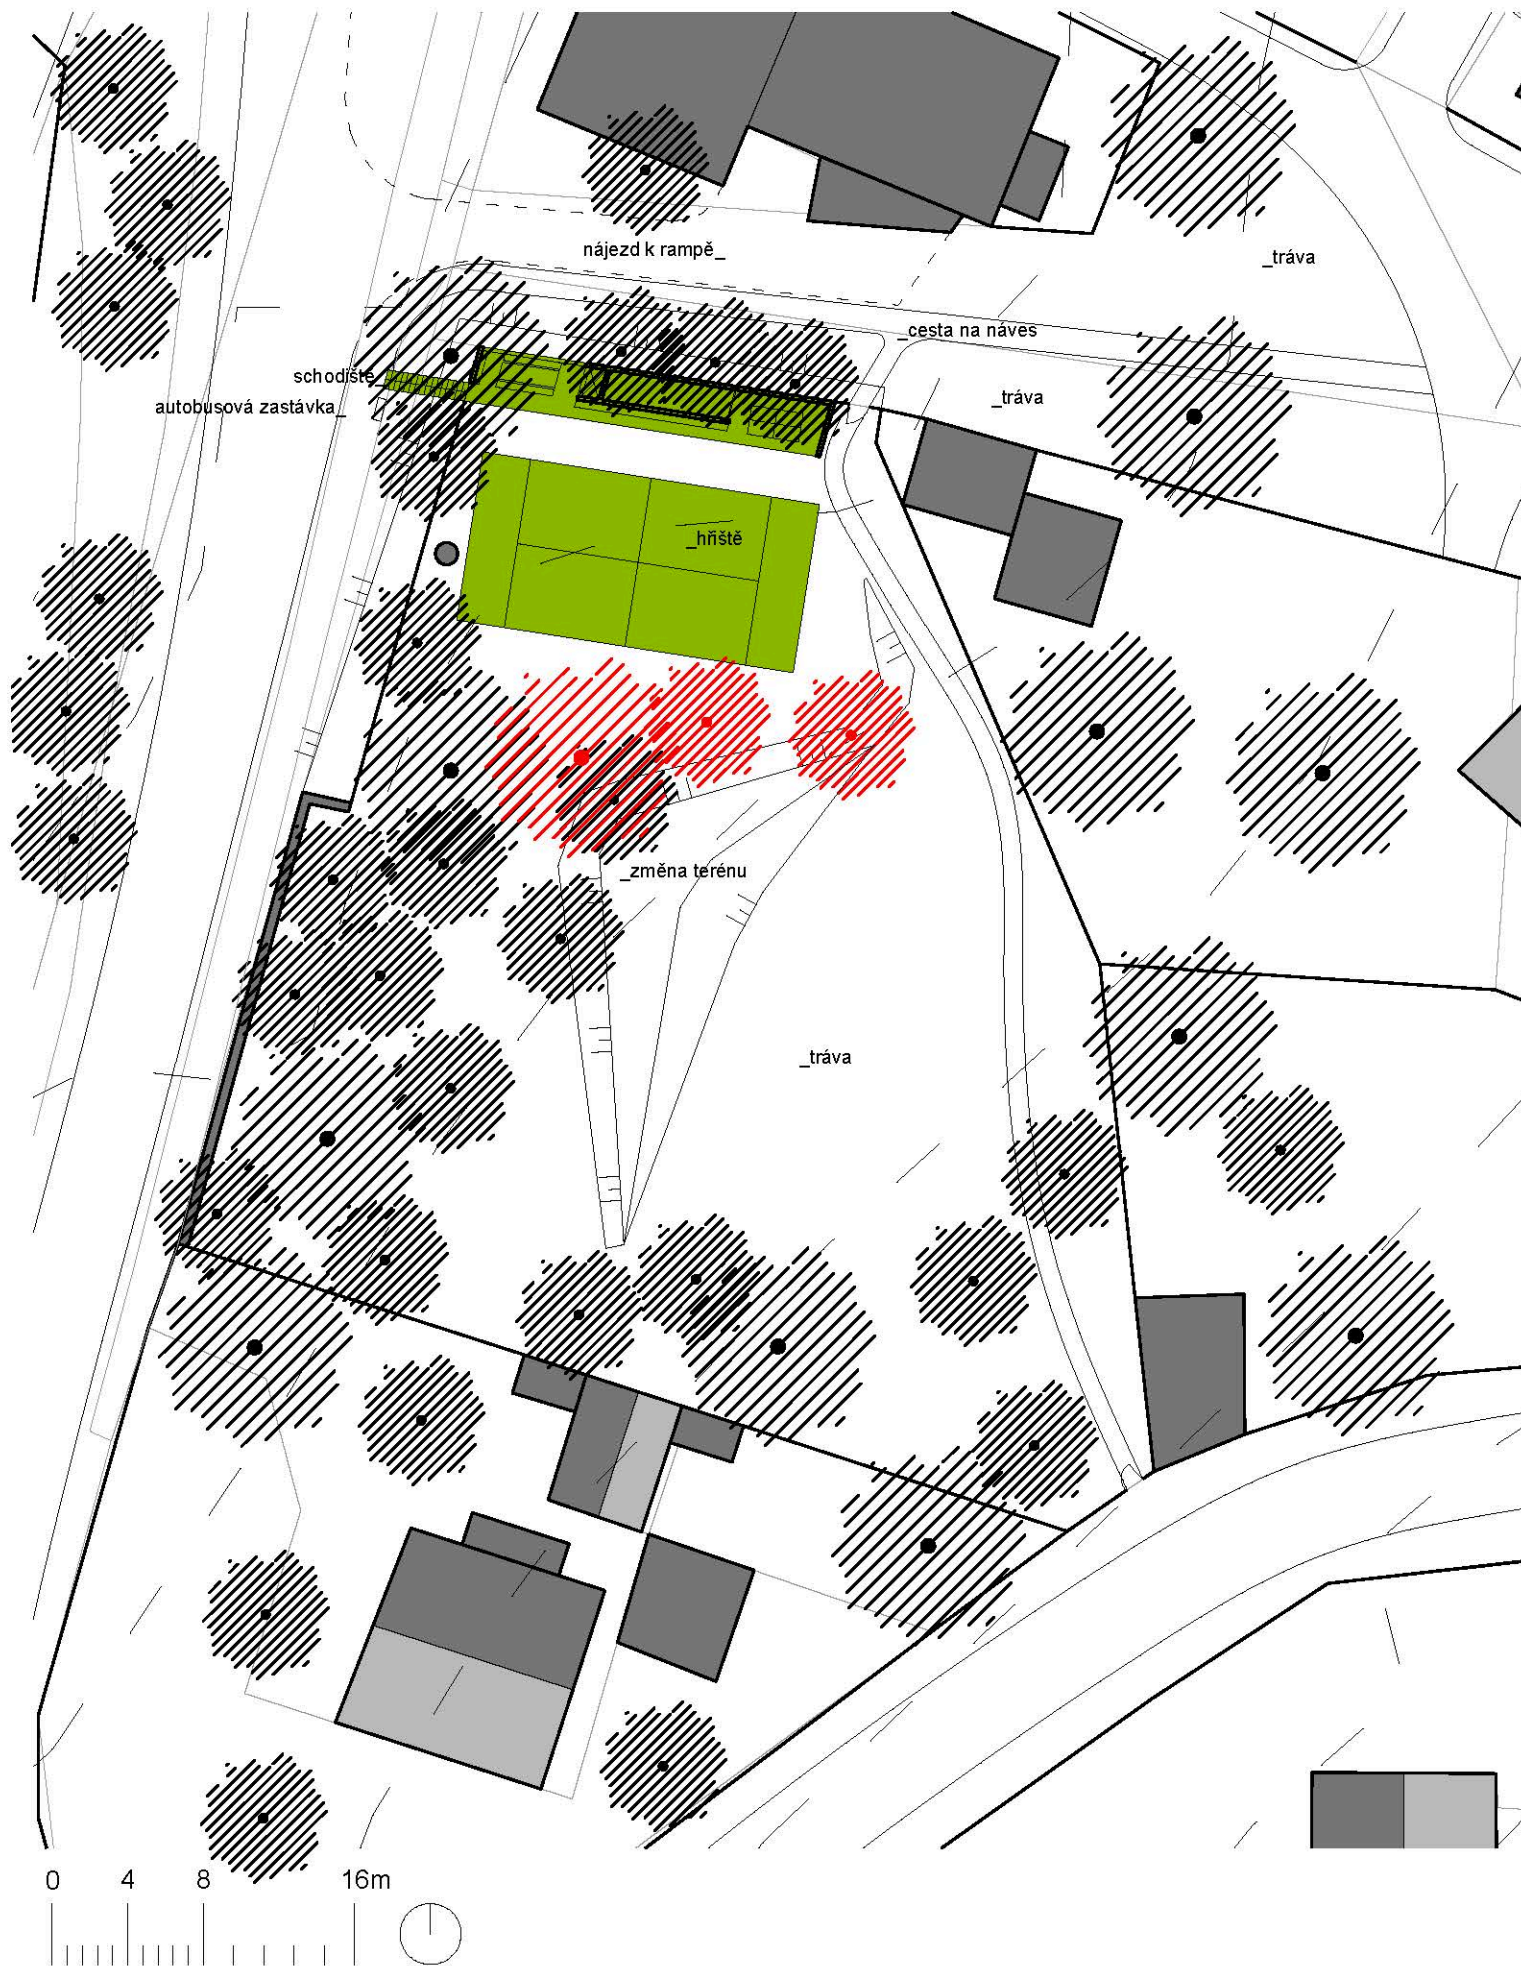 nájezd k rampě_
_tráva
_cesta na náves
schodiště_
_tráva
autobusová zastávka_
_hřiště
_změna terénu
_tráva
0 4 8 16m